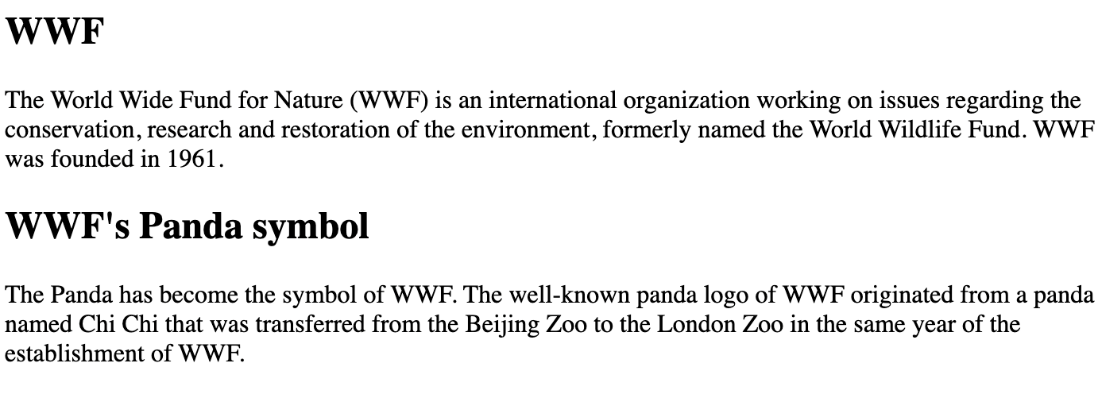 WWF
The World Wide Fund for Nature (WWF) is an international organization working on issues regarding the
conservation, research and restoration of the environment, formerly named the World Wildlife Fund. WWF
was founded in 1961.
WWF's Panda symbol
The Panda has become the symbol of WWF. The well-known panda logo of WWF originated from a panda
named Chi Chi that was transferred from the Beijing Zoo to the London Zoo in the same year of the
establishment of WWF.